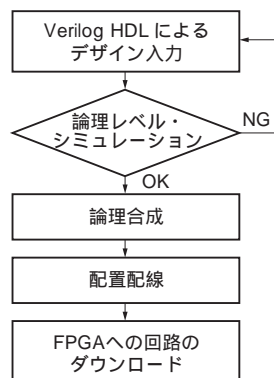 Verilog HDL による
デザイン入力
論理レベル・
シミュレーション
NG
OK
論理合成
配置配線
FPGAへの回路の
ダウンロード